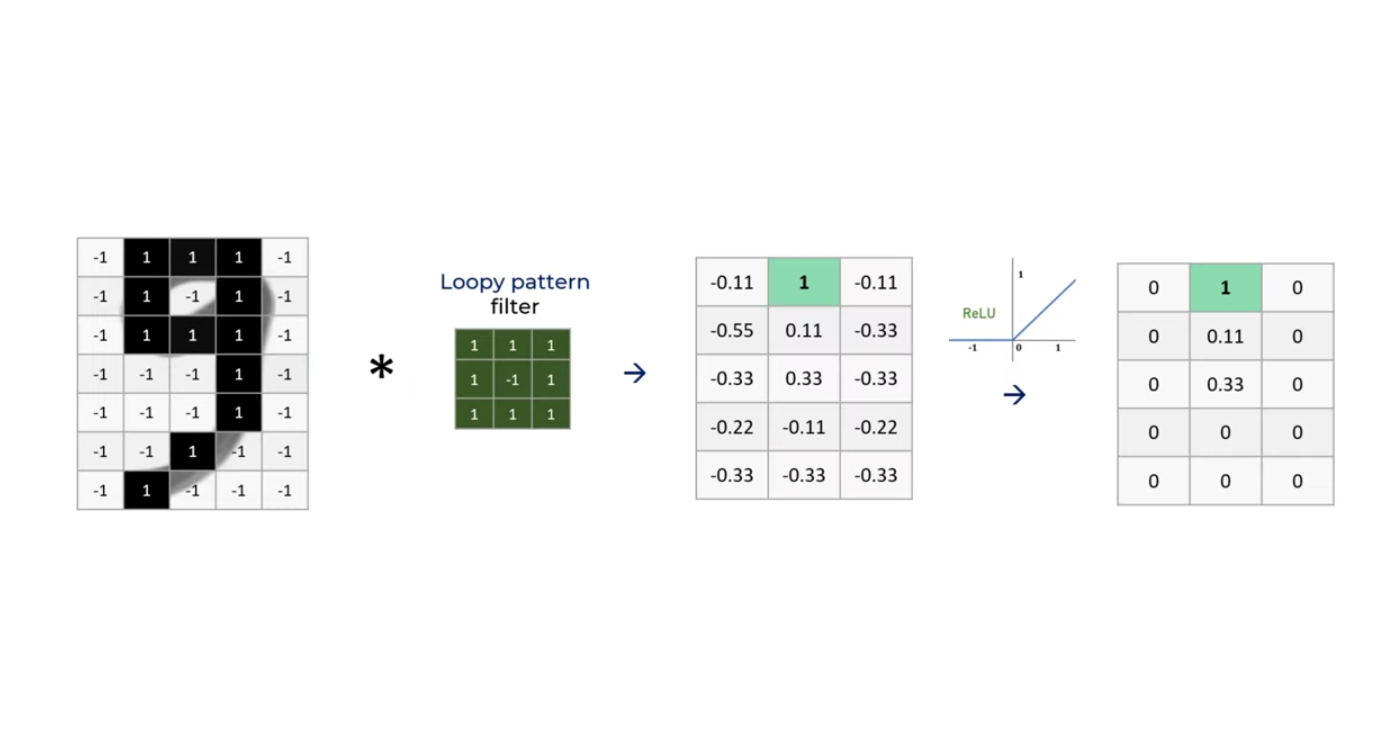 -1 1 1 1 -1
-1 1 -1 1 -1
-1 1 1 1 -1
-1 -1 -1 1 -1
-1 -1 -1 1 -1
-1 -1 1 -1 -1
-1 1 -1 -1 -1
*
Loopy pattern
filter
1 1 1
1 -1 1
1 1 1
→
-0.11 1 -0.11
-0.55 0.11 -0.33
-0.33 0.33 -0.33
-0.22 -0.11 -0.22
-0.33 -0.33 -0.33
1
ReLU
-1 0 1
→
0 1 0
0 0.11 0
0 0.33 0
0 0 0
0 0 0